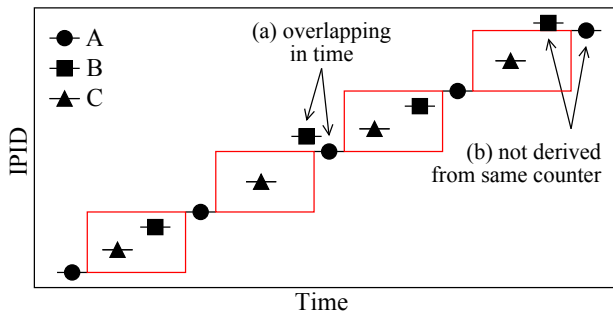 A
B
C
(a) overlapping
in time
(b) not derived
from same counter
IPID
Time